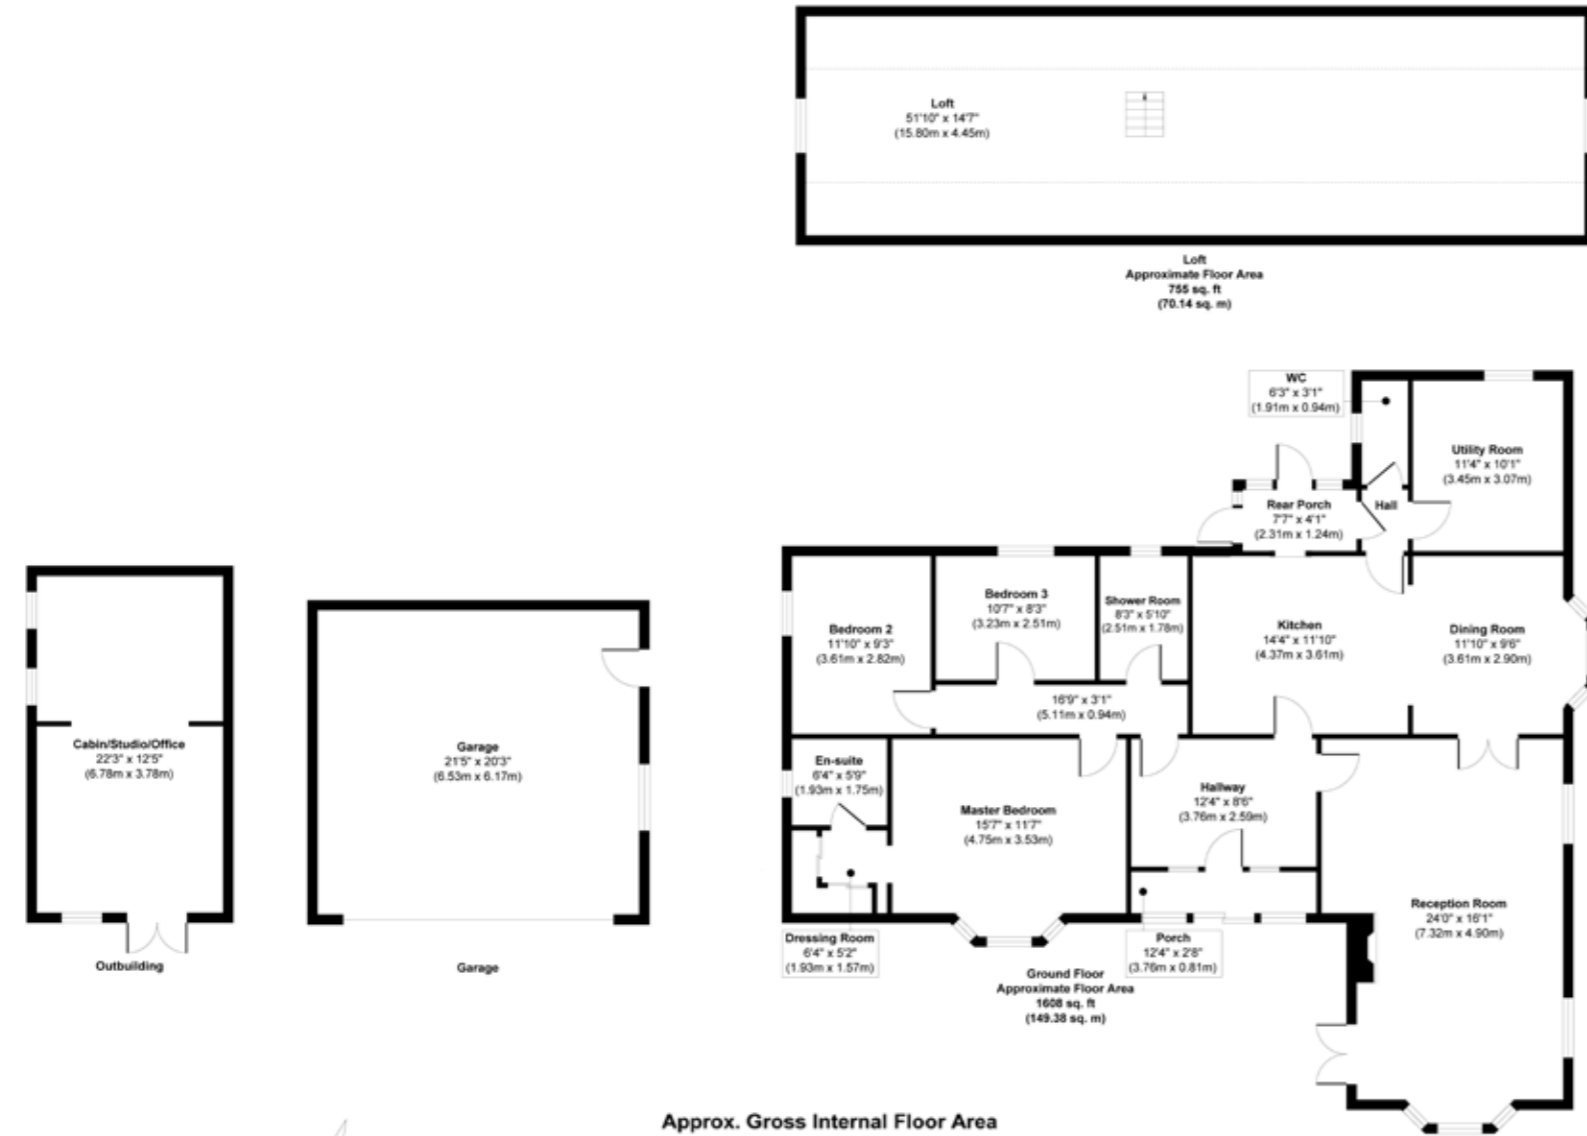 Loft
51'10" x 14'7"
(15.80m x 4.45m)
Loft
Approximate Floor Area
755 sq. ft
(70.14 sq. m)
WC
6'3" x 3'1"
(1.91m x 0.94m)
Utility Room
11'4" x 10'1"
(3.45m x 3.07m)
Rear Porch
7'7" x 4'1"
(2.31m x 1.24m)
Hall
Bedroom 3
10'7" x 8'3"
(3.23m x 2.51m)
Shower Room
8'3" x 5'10"
(2.51m x 1.78m)
Bedroom 2
11'10" x 9'3"
(3.61m x 2.82m)
Kitchen
14'4" x 11'10"
(4.37m x 3.61m)
Dining Room
11'10" x 9'6"
(3.61m x 2.90m)
16'9" x 3'1"
(5.11m x 0.94m)
Cabin/Studio/Office
22'3" x 12'5"
(6.78m x 3.78m)
Garage
21'5" x 20'3"
(6.53m x 6.17m)
En-suite
6'4" x 5'9"
(1.93m x 1.75m)
Master Bedroom
15'7" x 11'7"
(4.75m x 3.53m)
Hallway
12'4" x 8'6"
(3.76m x 2.59m)
Reception Room
24'0" x 16'1"
(7.32m x 4.90m)
Dressing Room
6'4" x 5'2"
(1.93m x 1.57m)
Porch
12'4" x 2'8"
(3.76m x 0.81m)
Outbuilding
Garage
Ground Floor
Approximate Floor Area
1608 sq. ft
(149.38 sq. m)
Approx. Gross Internal Floor Area